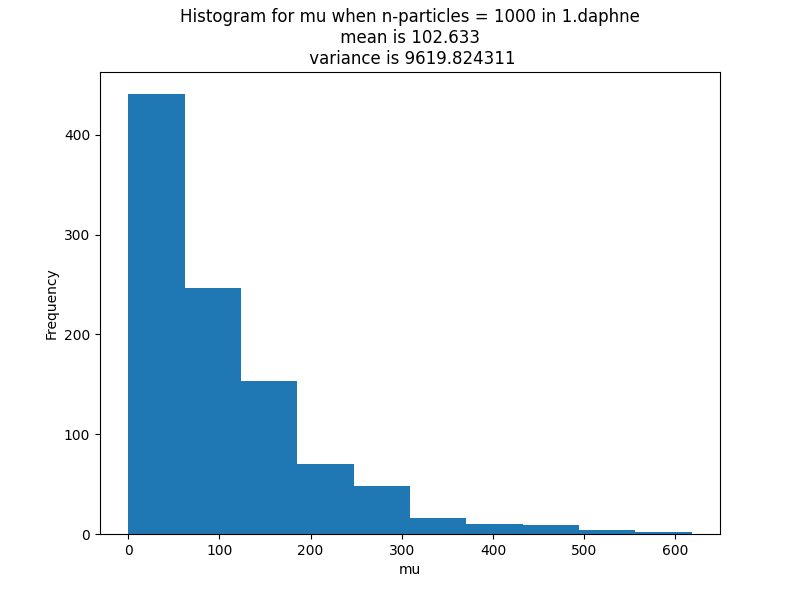 Histogram for mu when n-particles = 1000 in 1.daphne
mean is 102.633
variance is 9619.824311
400
300
200
100
0
Frequency
0 100 200 300 400 500 600
mu